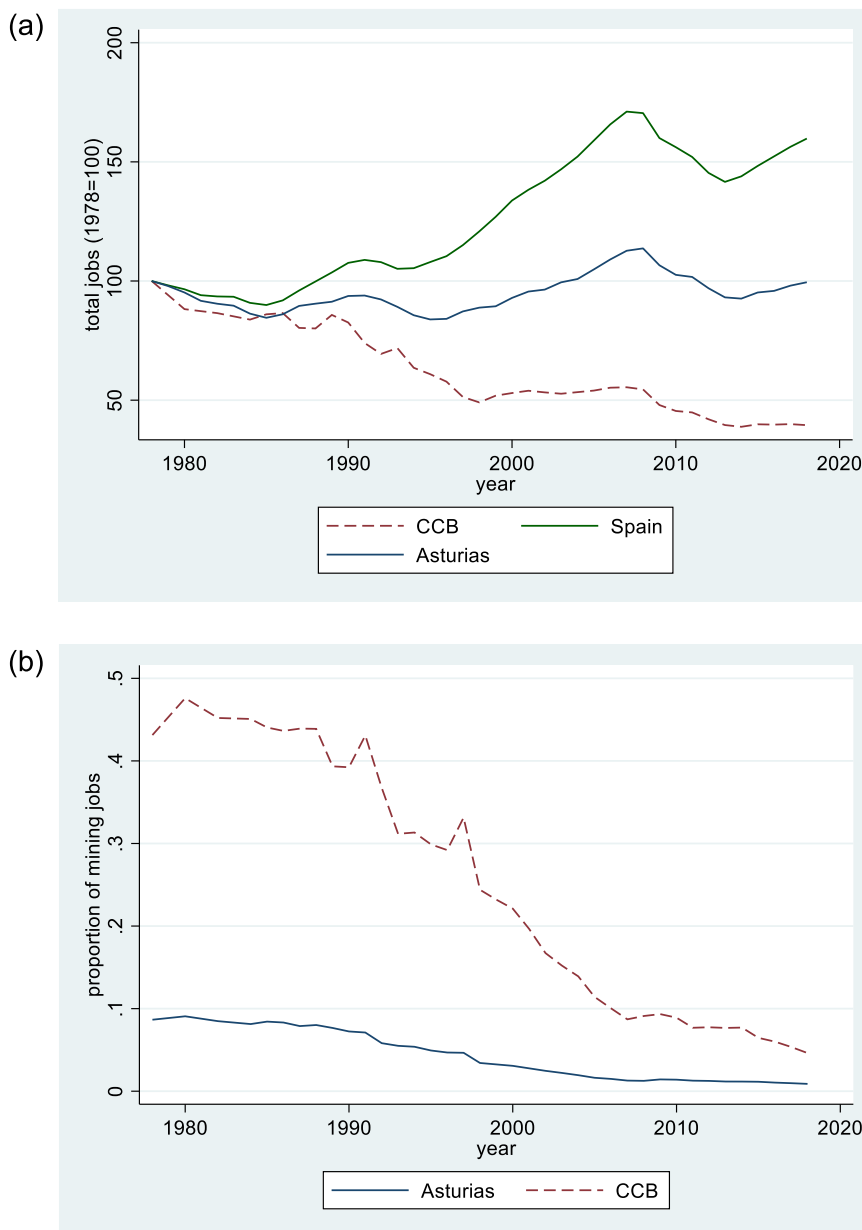 (a)
total jobs (1978=100)
200
150
100
50
1980 1990 2000 2010 2020
year
CCB Spain
Asturias
(b)
proportion of mining jobs
.5
.4
.3
.2
.1
0
1980 1990 2000 2010 2020
year
Asturias CCB